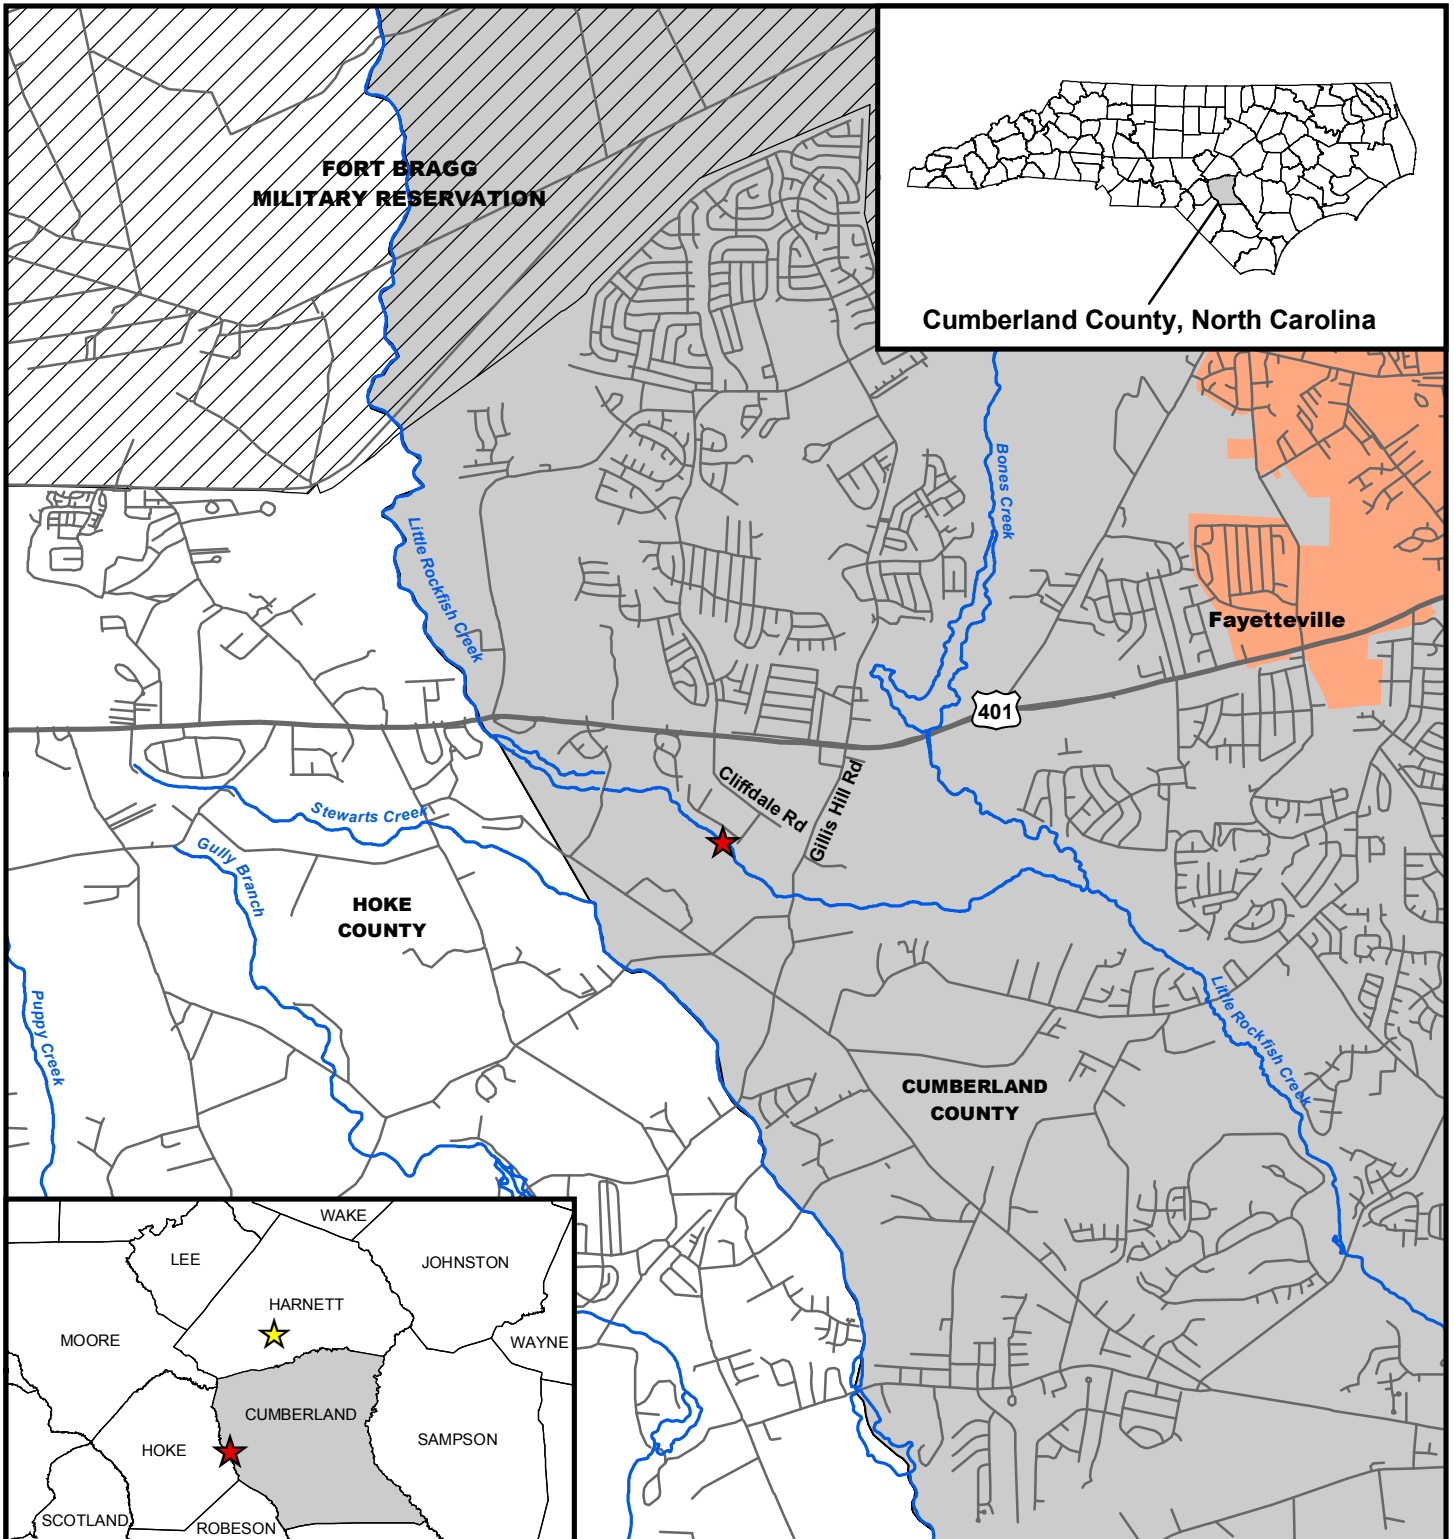 FORT BRAGG
MILITARY RESERVATION
Cumberland County, North Carolina
Bones Creek
Little Rockfish Creek
Fayetteville
401
Cliffdale Rd
Gillis Hill Rd
Stewarts Creek
Gully Branch
HOKE
COUNTY
Puppy Creek
Little Rockfish Creek
CUMBERLAND
COUNTY
WAKE
LEE
JOHNSTON
HARNETT
MOORE
WAYNE
CUMBERLAND
HOKE
SAMPSON
SCOTLAND
ROBESON